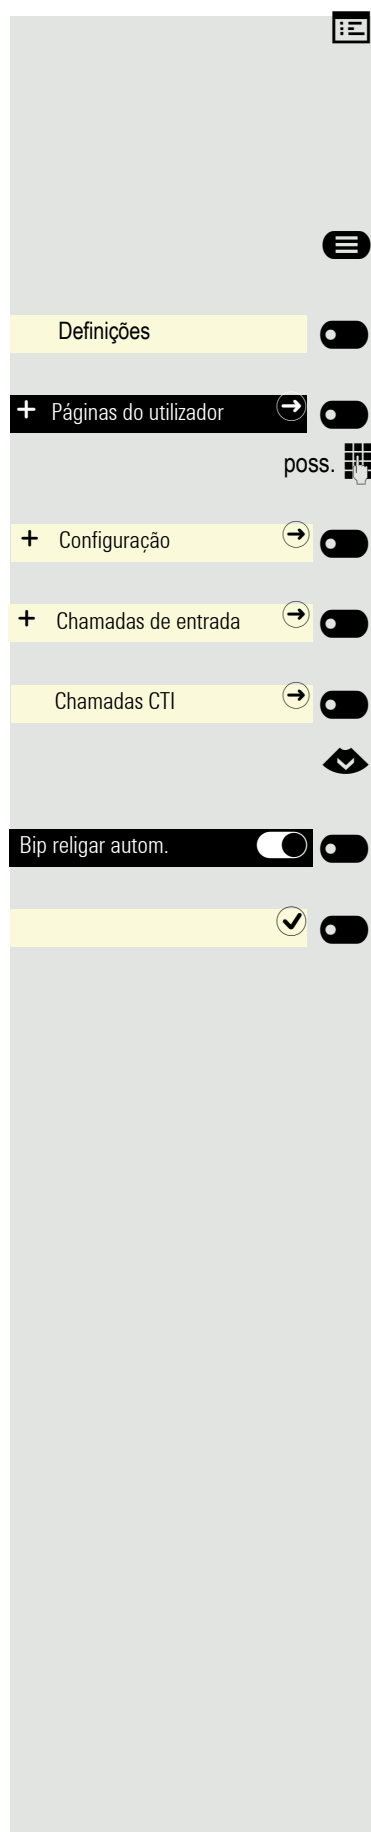 Definições
+ Páginas do utilizador
poss.
+ Configuração
+ Chamadas de entrada
Chamadas CTI
Bip religar autom.